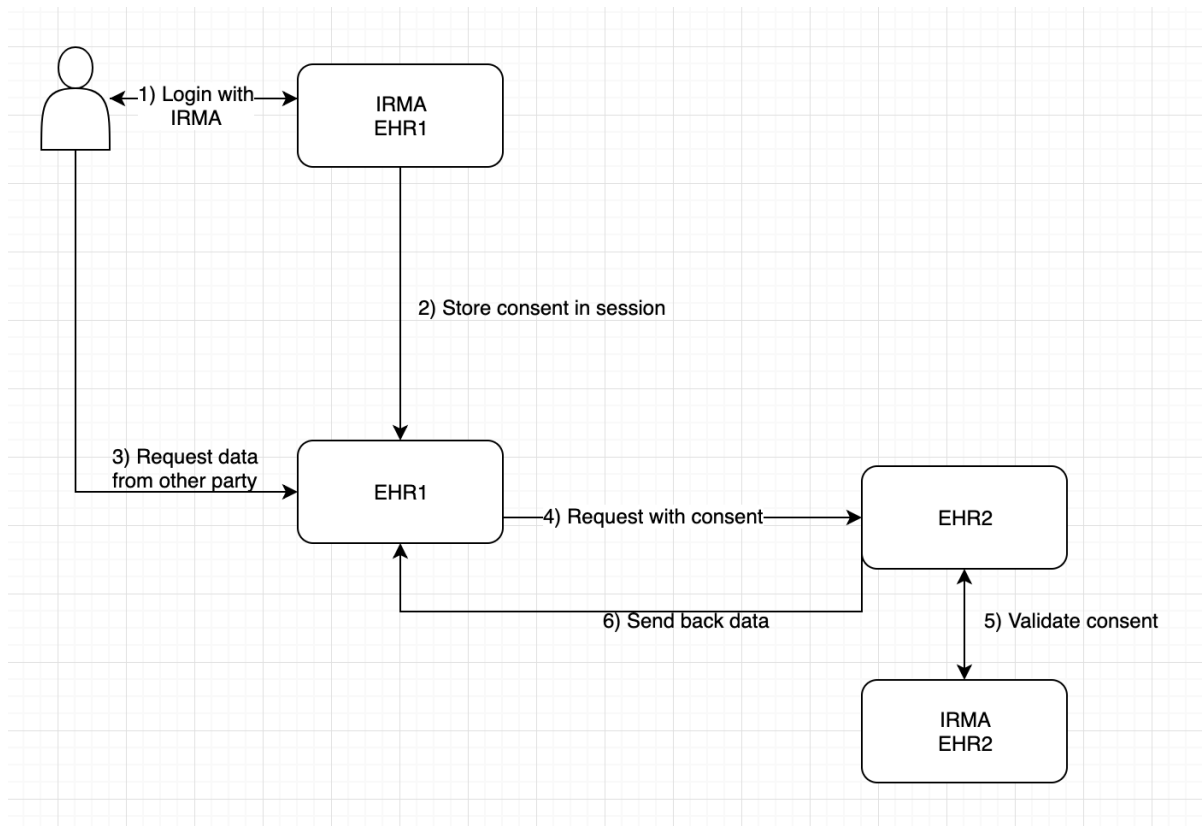 1) Login with
IRMA
IRMA
EHR1
2) Store consent in session
3) Request data
from other party
EHR1
4) Request with consent
EHR2
6) Send back data
5) Validate consent
IRMA
EHR2